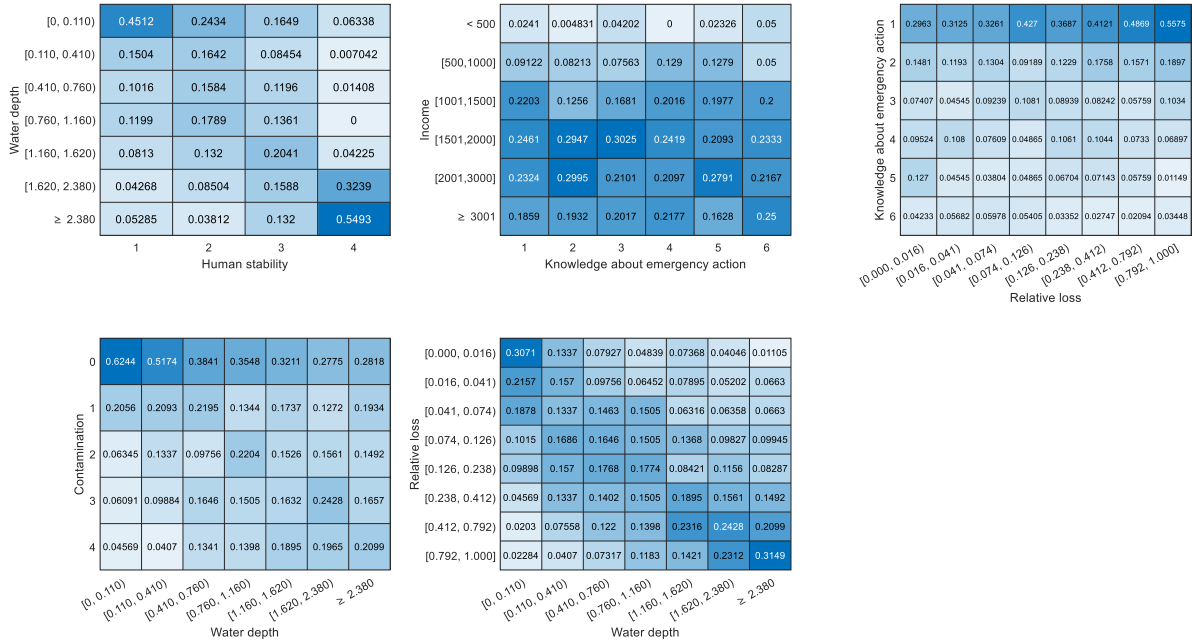 Water depth
[0, 0.110) 0.4512 0.2434 0.1649 0.06338
[0.110, 0.410) 0.1504 0.1642 0.08454 0.007042
[0.410, 0.760) 0.1016 0.1584 0.1196 0.01408
[0.760, 1.160) 0.1199 0.1789 0.1361 0
[1.160, 1.620) 0.0813 0.132 0.2041 0.04225
[1.620, 2.380) 0.04268 0.08504 0.1588 0.3239
≥ 2.380 0.05285 0.03812 0.132 0.5493
1 2 3 4
Human stability
Income
< 500 0.0241 0.004831 0.04202 0 0.02326 0.05
[500,1000] 0.09122 0.08213 0.07563 0.129 0.1279 0.05
[1001,1500] 0.2203 0.1256 0.1681 0.2016 0.1977 0.2
[1501,2000] 0.2461 0.2947 0.3025 0.2419 0.2093 0.2333
[2001,3000] 0.2324 0.2995 0.2101 0.2097 0.2791 0.2167
≥ 3001 0.1859 0.1932 0.2017 0.2177 0.1628 0.25
1 2 3 4 5 6
Knowledge about emergency action
Knowledge about emergency action
1 0.2963 0.3125 0.3261 0.427 0.3687 0.4121 0.4869 0.5575
2 0.1481 0.1193 0.1304 0.09189 0.1229 0.1758 0.1571 0.1897
3 0.07407 0.04545 0.09239 0.1081 0.08939 0.08242 0.05759 0.1034
4 0.09524 0.108 0.07609 0.04865 0.1061 0.1044 0.0733 0.06897
5 0.127 0.04545 0.03804 0.04865 0.06704 0.07143 0.05759 0.01149
6 0.04233 0.05682 0.05978 0.05405 0.03352 0.02747 0.02094 0.03448
[0.000, 0.016) [0.016, 0.041) [0.041, 0.074) [0.074, 0.126) [0.126, 0.238) [0.238, 0.412) [0.412, 0.792) [0.792, 1.000]
Relative loss
Contamination
0 0.6244 0.5174 0.3841 0.3548 0.3211 0.2775 0.2818
1 0.2056 0.2093 0.2195 0.1344 0.1737 0.1272 0.1934
2 0.06345 0.1337 0.09756 0.2204 0.1526 0.1561 0.1492
3 0.06091 0.09884 0.1646 0.1505 0.1632 0.2428 0.1657
4 0.04569 0.0407 0.1341 0.1398 0.1895 0.1965 0.2099
[0, 0.110) [0.110, 0.410) [0.410, 0.760) [0.760, 1.160) [1.160, 1.620) [1.620, 2.380) ≥ 2.380
Water depth
Relative loss
[0.000, 0.016) 0.3071 0.1337 0.07927 0.04839 0.07368 0.04046 0.01105
[0.016, 0.041) 0.2157 0.157 0.09756 0.06452 0.07895 0.05202 0.0663
[0.041, 0.074) 0.1878 0.1337 0.1463 0.1505 0.06316 0.06358 0.0663
[0.074, 0.126) 0.1015 0.1686 0.1646 0.1505 0.1368 0.09827 0.09945
[0.126, 0.238) 0.09898 0.157 0.1768 0.1774 0.08421 0.1156 0.08287
[0.238, 0.412) 0.04569 0.1337 0.1402 0.1505 0.1895 0.1561 0.1492
[0.412, 0.792) 0.0203 0.07558 0.122 0.1398 0.2316 0.2428 0.2099
[0.792, 1.000] 0.02284 0.0407 0.07317 0.1183 0.1421 0.2312 0.3149
[0, 0.110) [0.110, 0.410) [0.410, 0.760) [0.760, 1.160) [1.160, 1.620) [1.620, 2.380) ≥ 2.380
Water depth